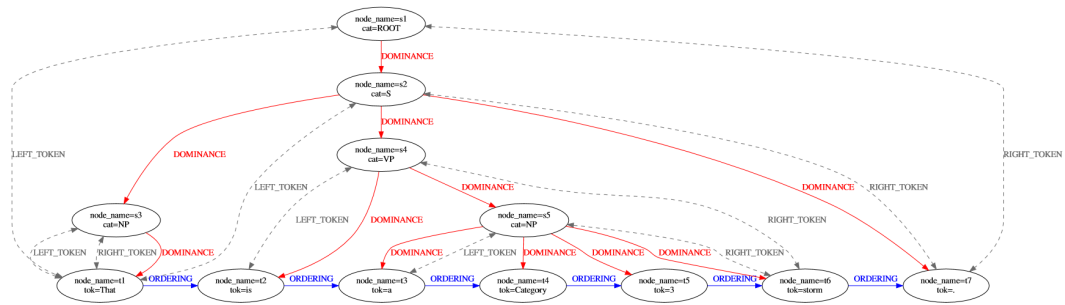 node_name=s1
cat=ROOT
DOMINANCE
node_name=s2
cat=S
DOMINANCE
node_name=s4
cat=VP
LEFT_TOKEN
DOMINANCE
RIGHT_TOKEN
LEFT_TOKEN
DOMINANCE
DOMINANCE
RIGHT_TOKEN
node_name=s3
cat=NP
LEFT_TOKEN
node_name=s5
cat=NP
RIGHT_TOKEN
LEFT_TOKEN
RIGHT_TOKEN
DOMINANCE
DOMINANCE
DOMINANCE
LEFT_TOKEN
DOMINANCE
DOMINANCE
DOMINANCE
RIGHT_TOKEN
node_name=t1
tok=That
ORDERING
node_name=t2
tok=is
ORDERING
node_name=t3
tok=a
ORDERING
node_name=t4
tok=Category
ORDERING
node_name=t5
tok=3
ORDERING
node_name=t6
tok=storm
ORDERING
node_name=t7
tok=.